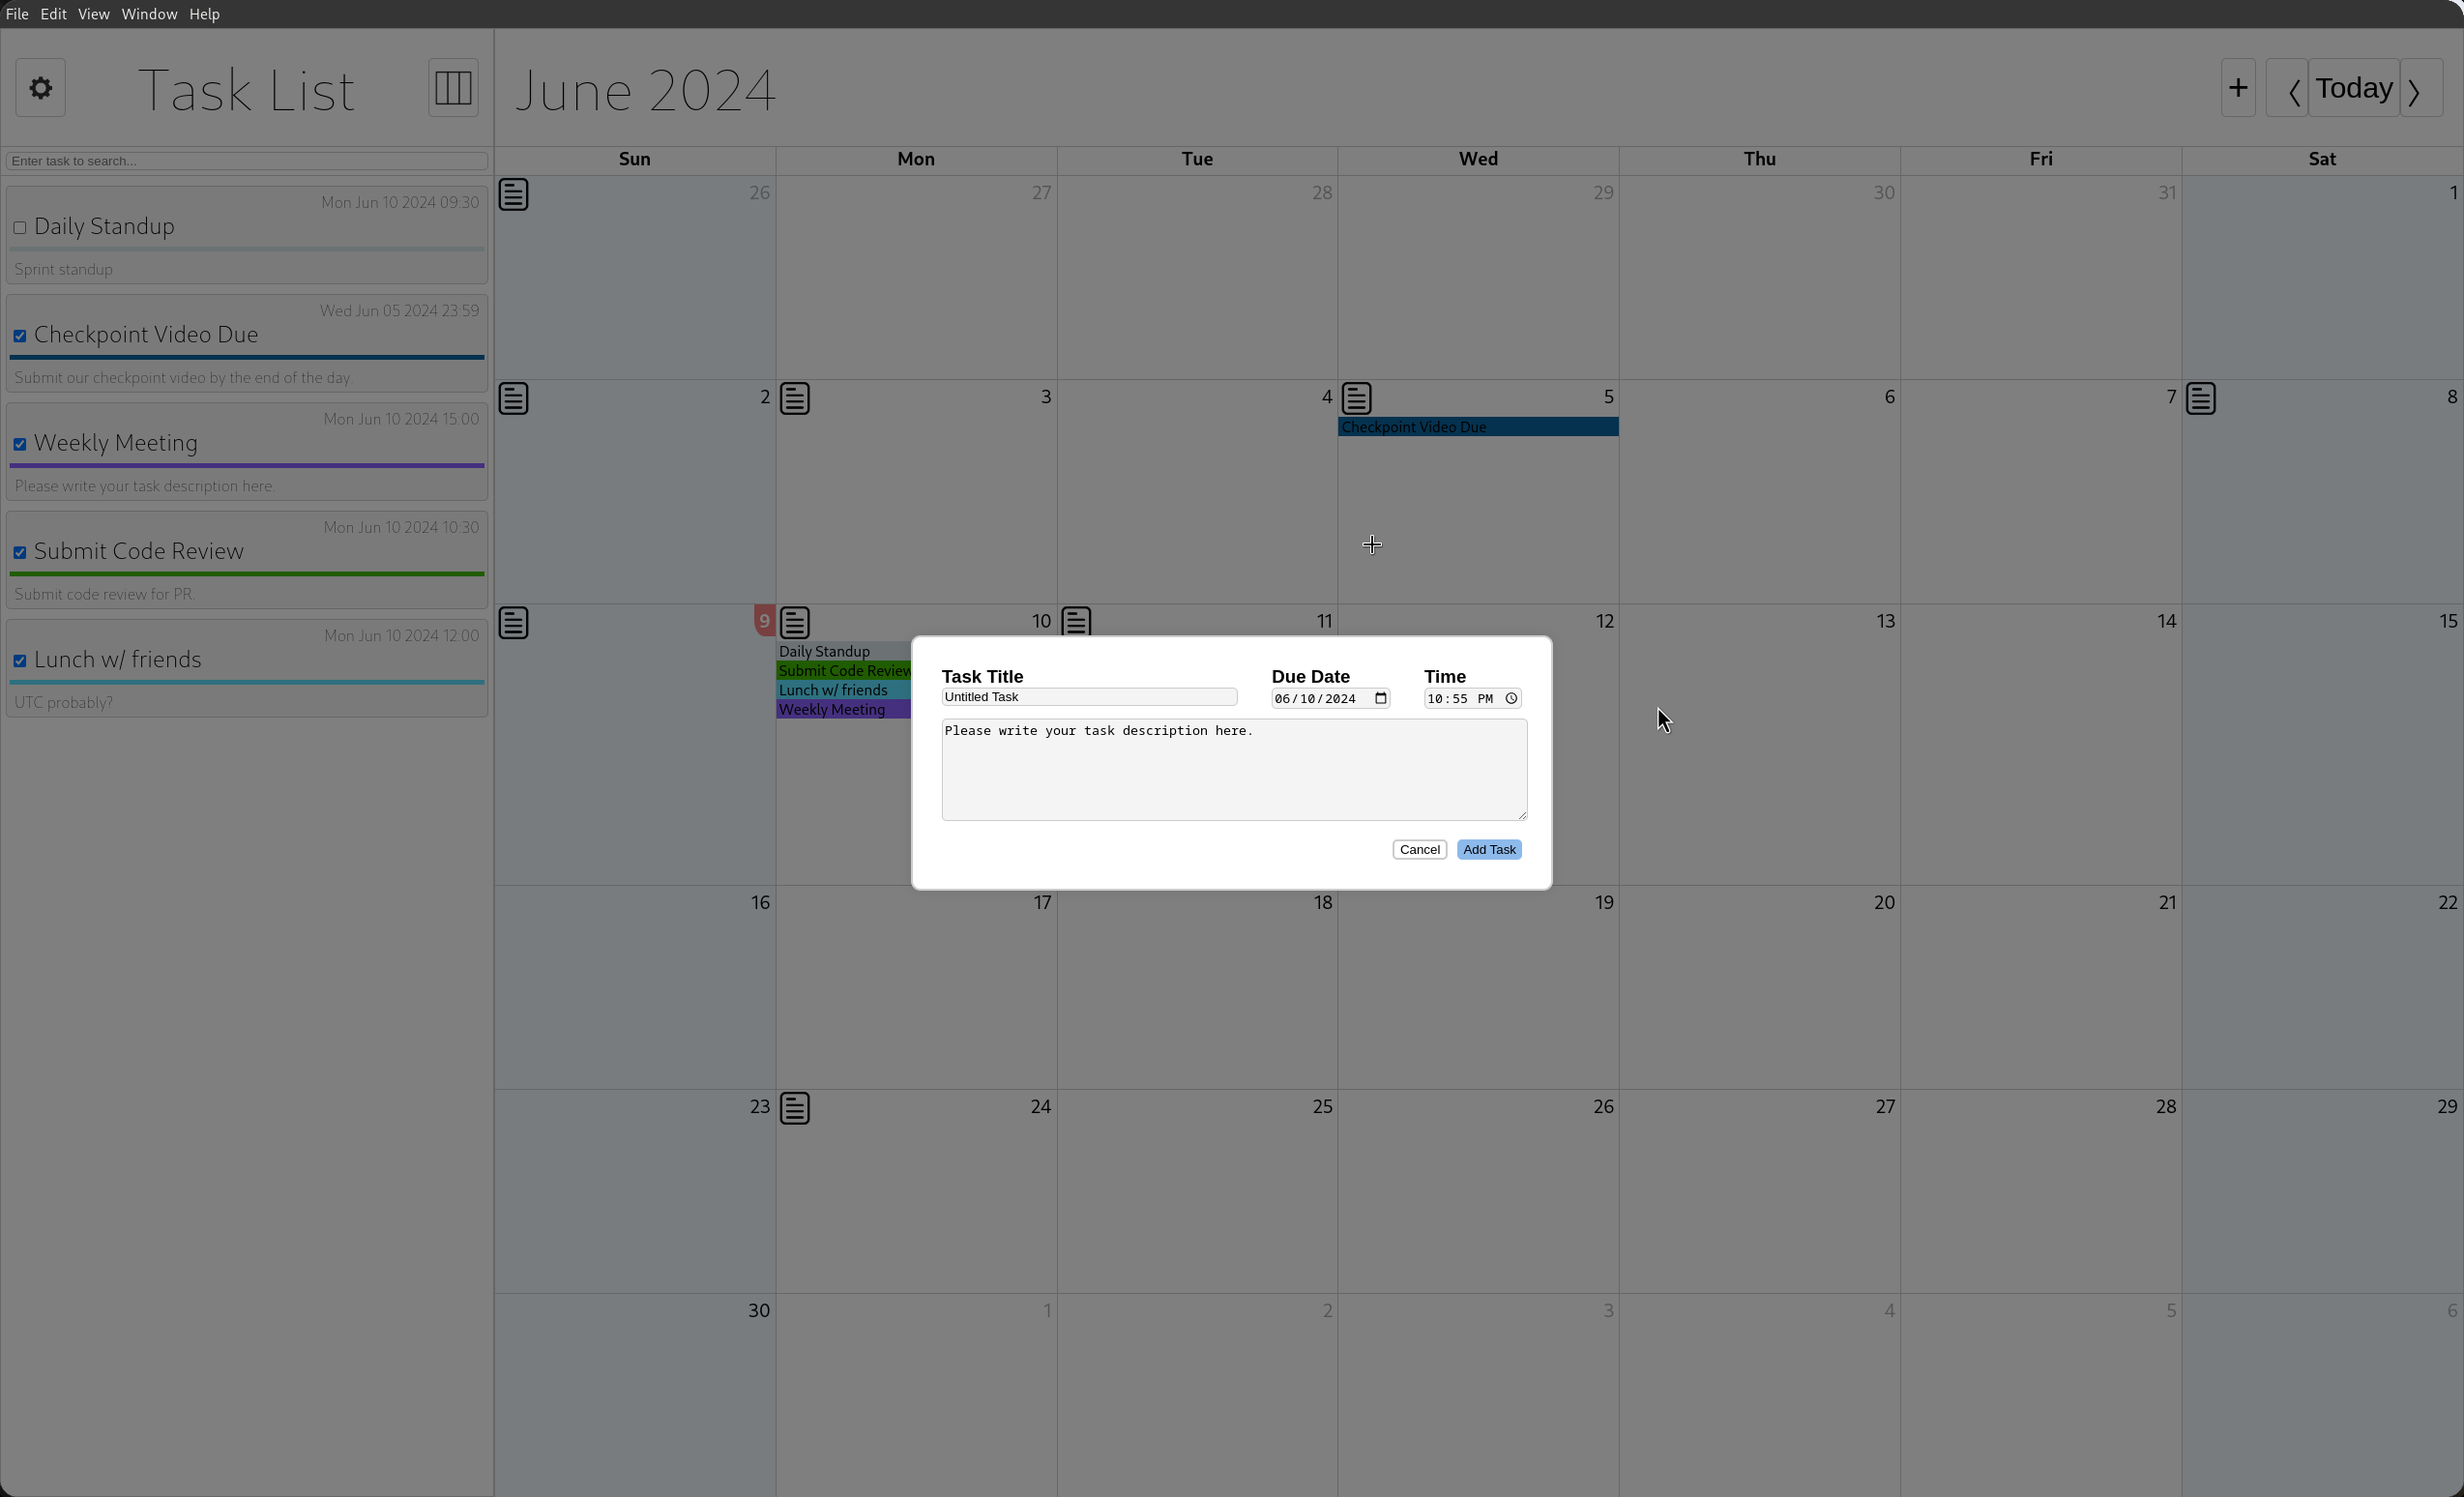 File Edit View Window Help
Task List
June 2024
+ Today
Enter task to search...
Sun Mon Tue Wed Thu Fri Sat
Mon Jun 10 2024 09:30
Daily Standup
Sprint standup
Wed Jun 05 2024 23:59
Checkpoint Video Due
Submit our checkpoint video by the end of the day.
Mon Jun 10 2024 15:00
Weekly Meeting
Please write your task description here.
Mon Jun 10 2024 10:30
Submit Code Review
Submit code review for PR.
Mon Jun 10 2024 12:00
Lunch w/ friends
UTC probably?
26 27 28 29 30 31 1
2 3 4 5 6 7 8
Checkpoint Video Due
9 10 11 12 13 14 15
Daily Standup
Submit Code Review
Lunch w/ friends
Weekly Meeting
Task Title Due Date Time
Untitled Task 06/10/2024 10:55 PM
Please write your task description here.
Cancel Add Task
16 17 18 19 20 21 22
23 24 25 26 27 28 29
30 1 2 3 4 5 6